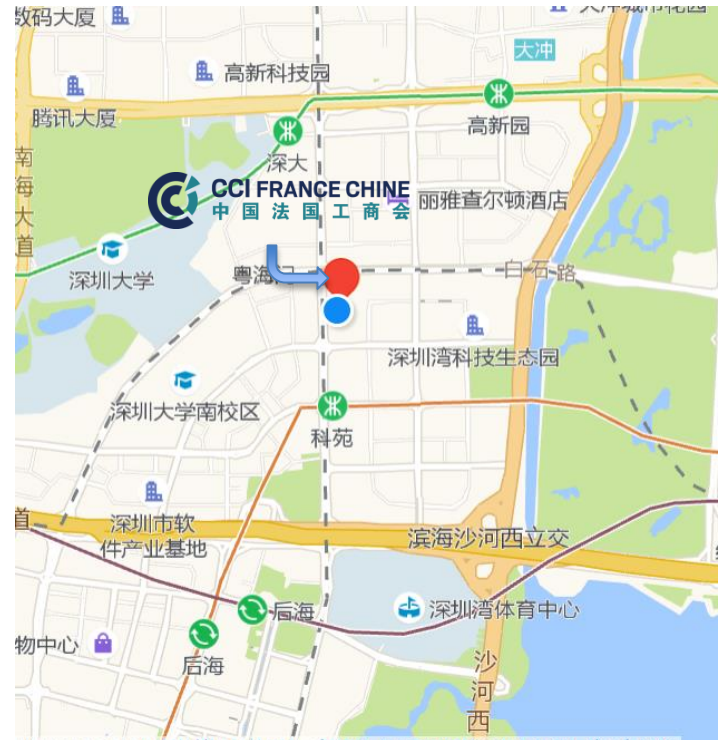 数码大厦
大冲城市花园
大冲
高新科技园
腾讯大厦
高新园
深大
南海大道
CCI FRANCE CHINE
中国法国工商会
丽雅查尔顿酒店
深圳大学
粤海门
白石路
深圳湾科技生态园
深圳大学南校区
科苑
道
深圳市软
件产业基地
滨海沙河西立交
后海
深圳湾体育中心
物中心
后海
沙河西